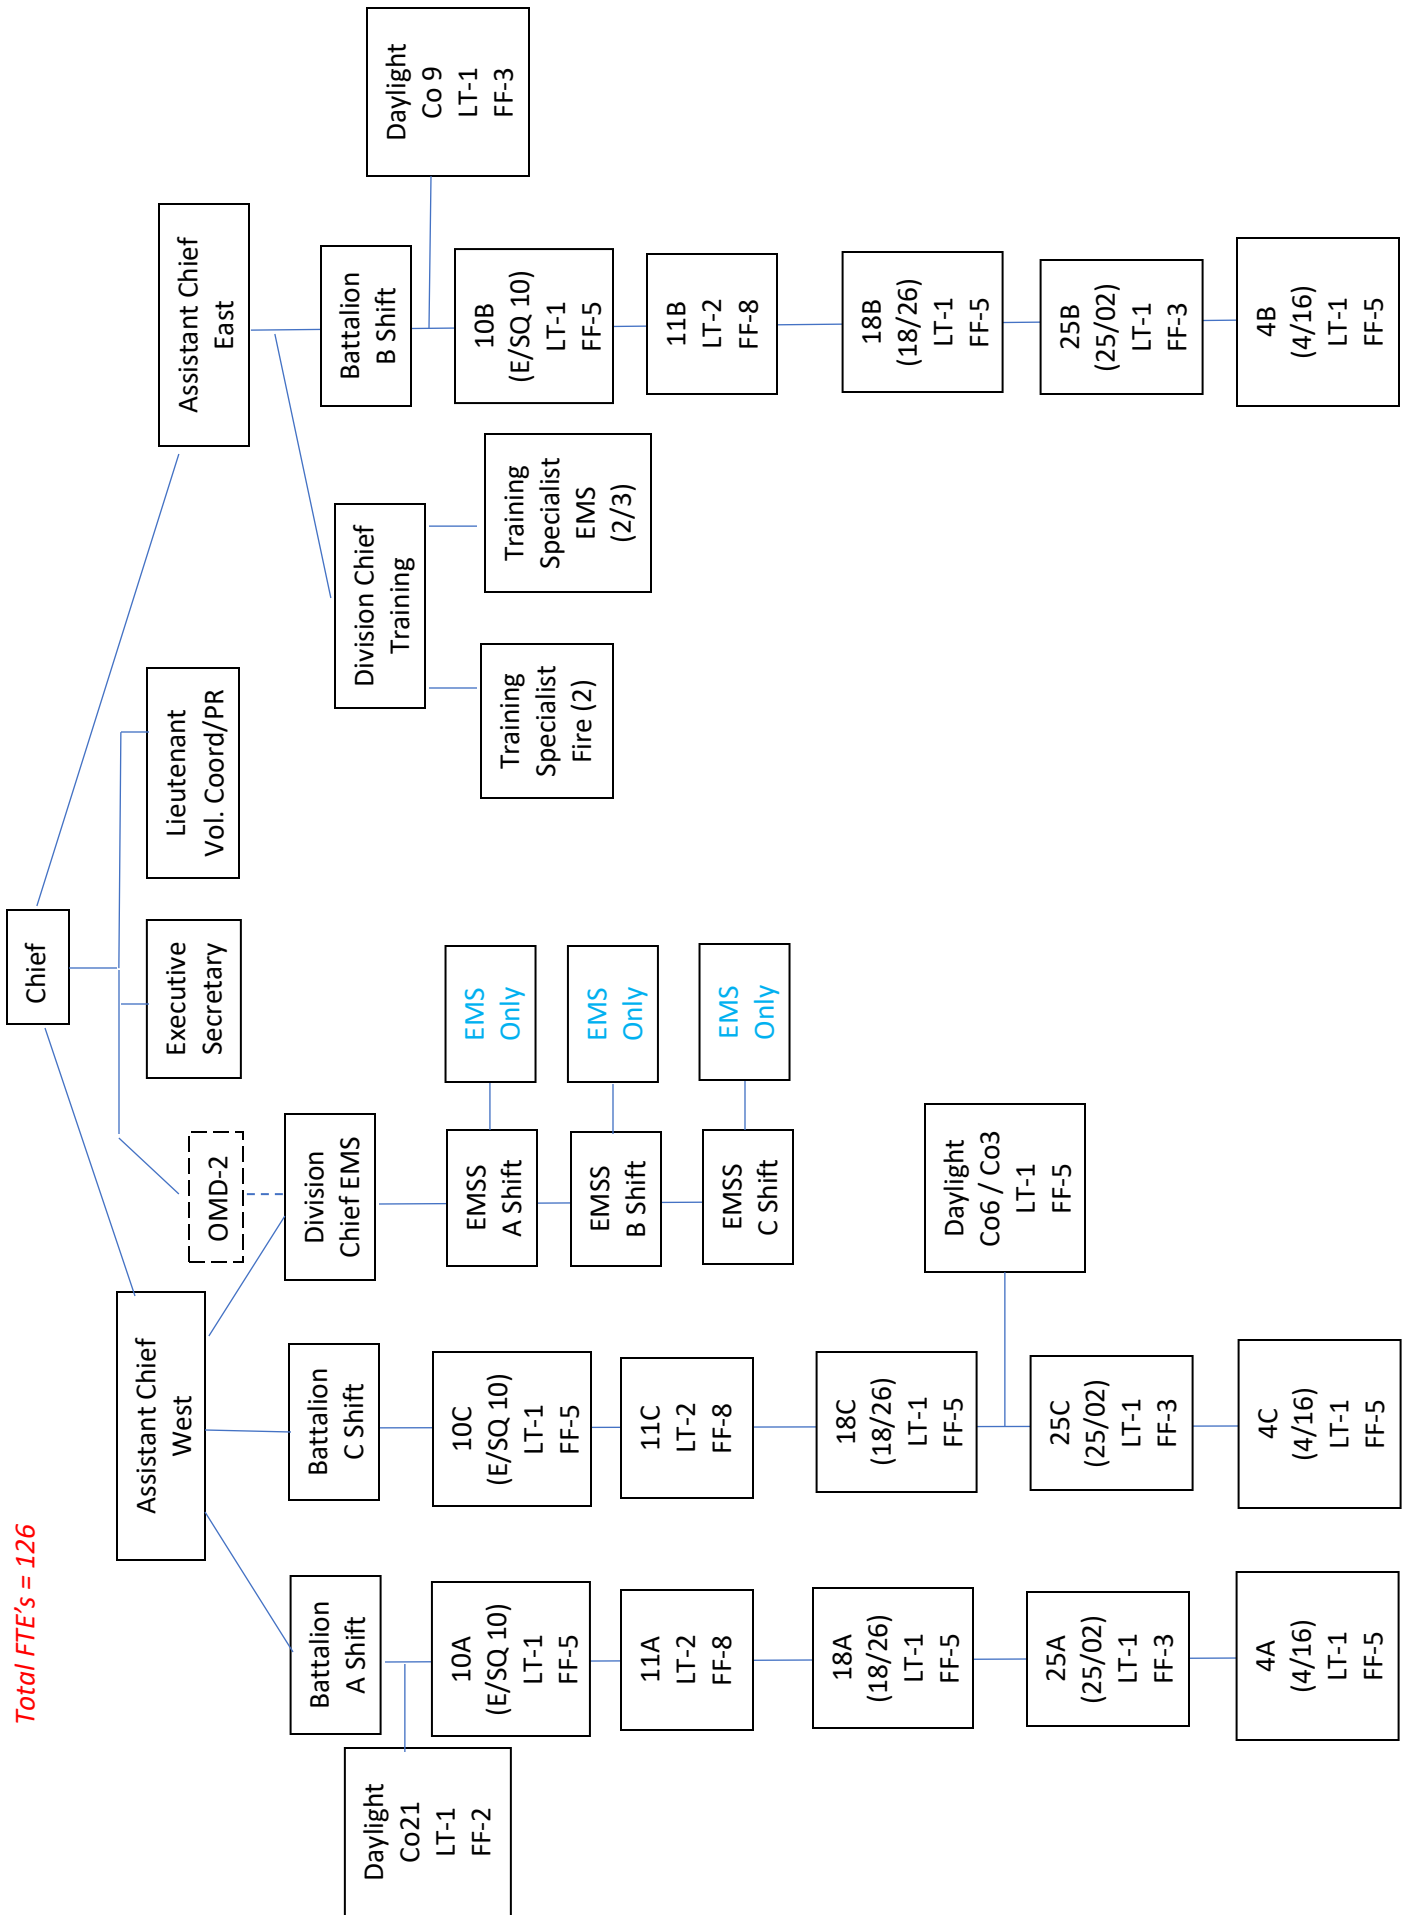 Total FTE's = 126
Chief
Executive
Secretary
Lieutenant
Vol. Coord/PR
OMD-2
Assistant Chief
West
Assistant Chief
East
Battalion
A Shift
Battalion
C Shift
Division
Chief EMS
Division Chief
Training
Battalion
B Shift
Daylight
Co21
LT-1
FF-2
Daylight
Co 9
LT-1
FF-3
10A
(E/SQ 10)
LT-1
FF-5
10C
(E/SQ 10)
LT-1
FF-5
EMSS
A Shift
EMS
Only
Training
Specialist
Fire (2)
Training
Specialist
EMS
(2/3)
10B
(E/SQ 10)
LT-1
FF-5
11A
LT-2
FF-8
11C
LT-2
FF-8
EMSS
B Shift
EMS
Only
11B
LT-2
FF-8
EMSS
C Shift
EMS
Only
18A
(18/26)
LT-1
FF-5
18C
(18/26)
LT-1
FF-5
18B
(18/26)
LT-1
FF-5
Daylight
Co6 / Co3
LT-1
FF-5
25A
(25/02)
LT-1
FF-3
25C
(25/02)
LT-1
FF-3
25B
(25/02)
LT-1
FF-3
4A
(4/16)
LT-1
FF-5
4C
(4/16)
LT-1
FF-5
4B
(4/16)
LT-1
FF-5